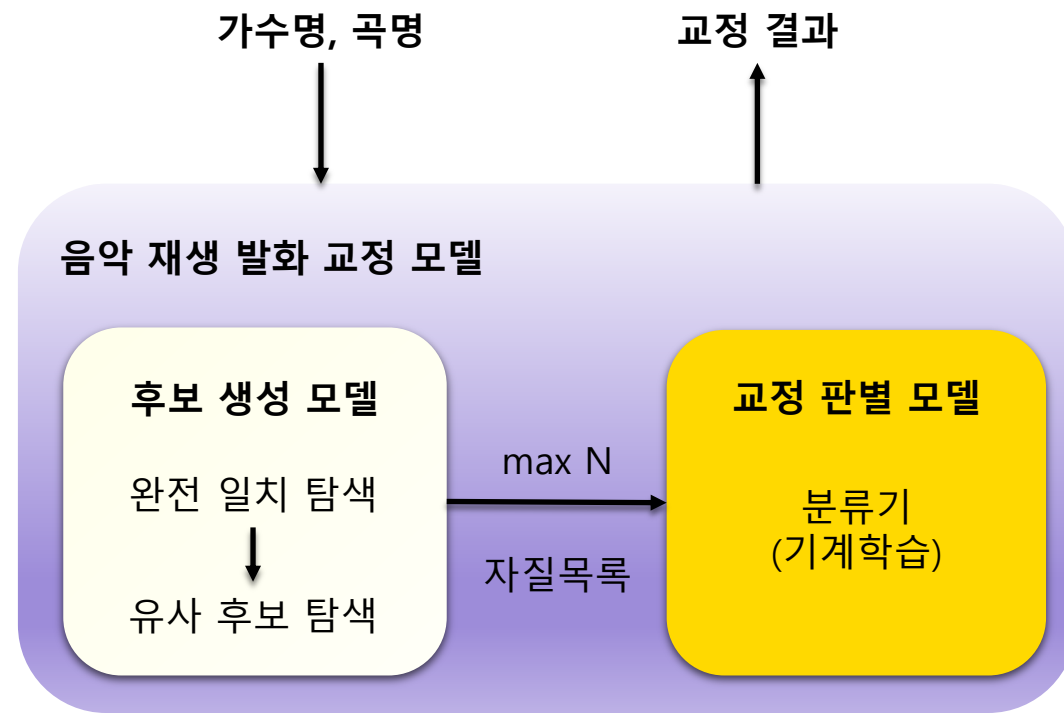 가수명, 곡명
교정 결과
음악 재생 발화 교정 모델
후보 생성 모델
완전 일치 탐색
유사 후보 탐색
max N
자질목록
교정 판별 모델
분류기
(기계학습)